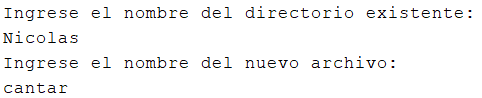 Ingrese el nombre del directorio existente:
Nicolas
Ingrese el nombre del nuevo archivo:
cantar